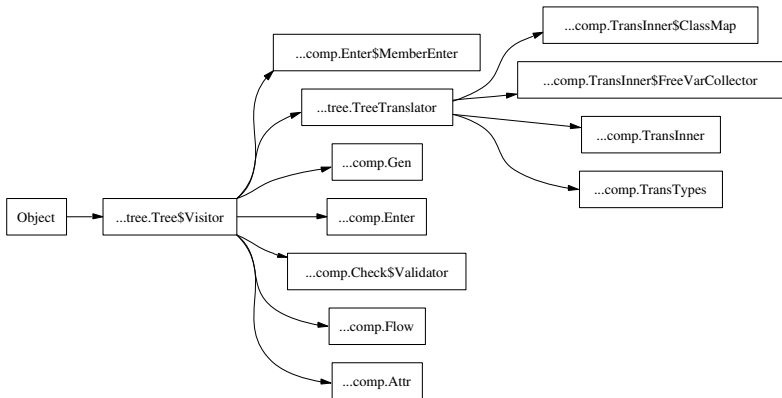 ...comp.TransInner$ClassMap
...comp.Enter$MemberEnter
...comp.TransInner$FreeVarCollector
...tree.TreeTranslator
...comp.TransInner
...comp.Gen
...comp.TransTypes
Object
...tree.Tree$Visitor
...comp.Enter
...comp.Check$Validator
...comp.Flow
...comp.Attr